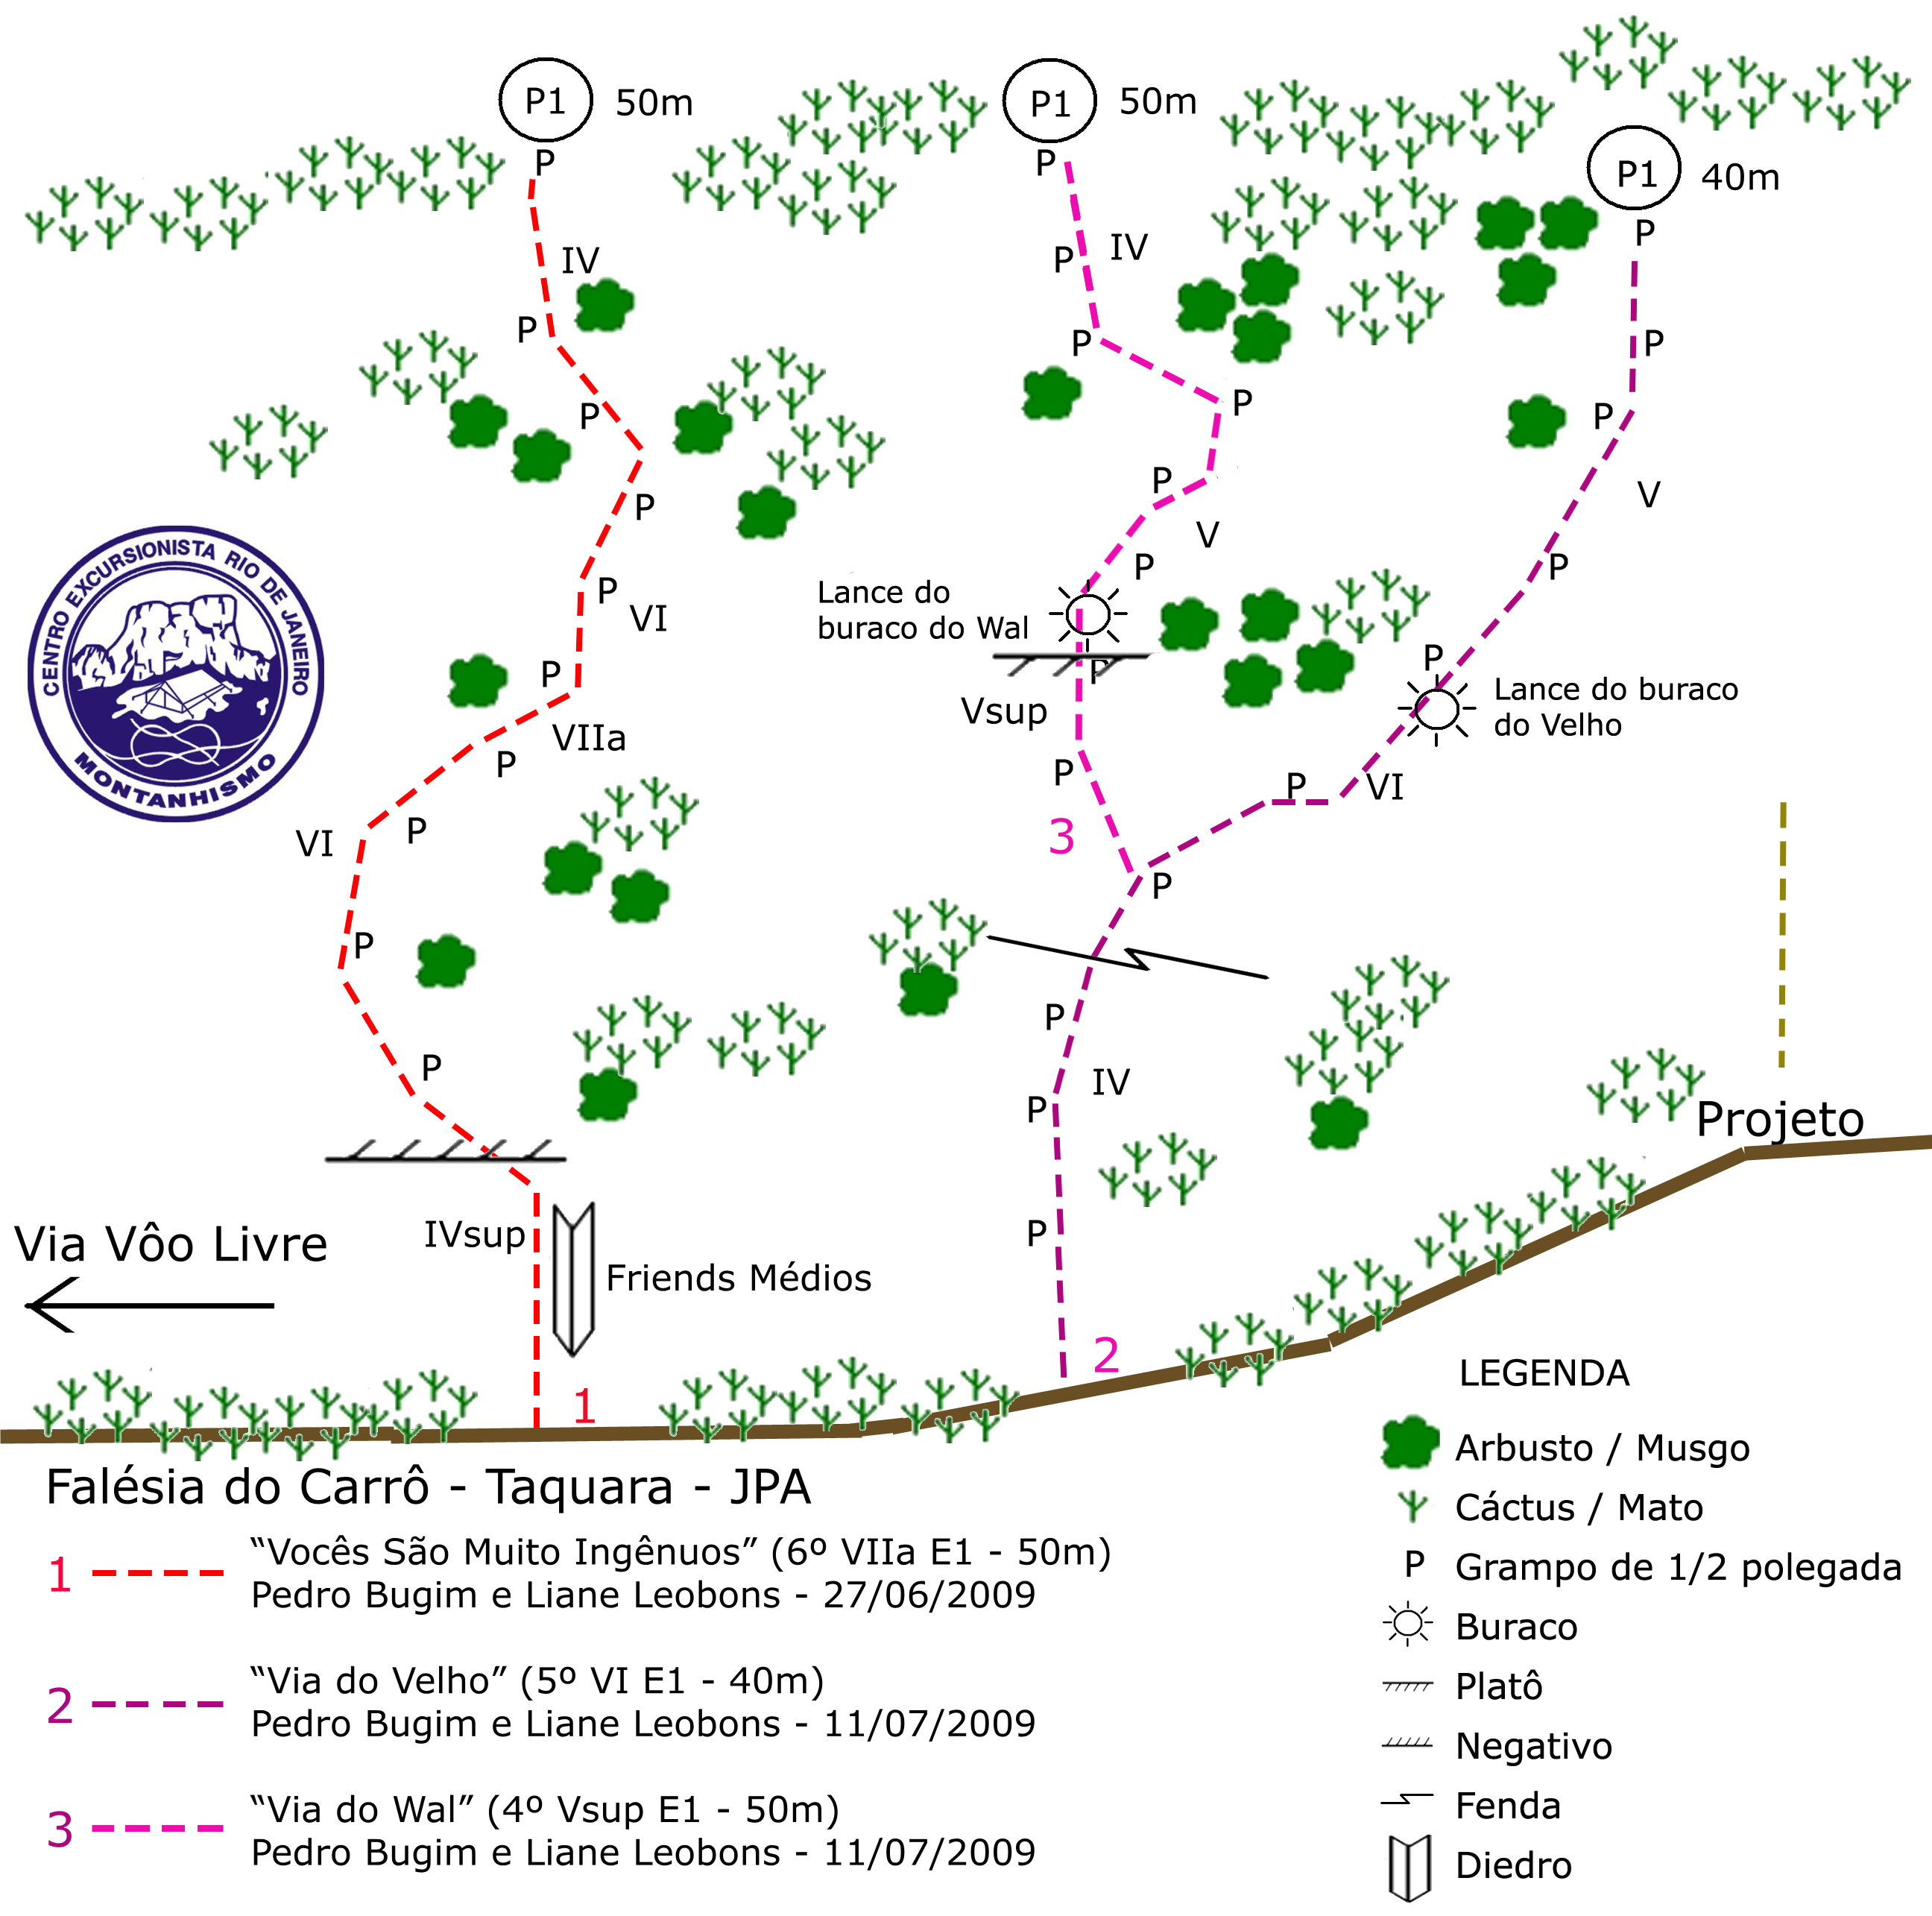 P1 50m
P1 50m
P1 40m
P
P
P
IV
IV
P
P
P
P
P
P
P
P
V
P
P
V
P
P
P
VI
Lance do
buraco do Wal
CENTRO EXCURSIONISTA RIO DE JANEIRO
MONTANHISMO
P
P
P
Vsup
Lance do buraco
do Velho
VIIa
P
P
P
VI
VI
P
3
P
P
P
P
IV
P
Projeto
P
Via Vôo Livre
IVsup
Friends Médios
2
1
Falésia do Carrô - Taquara - JPA
1 “Vocês São Muito Ingênuos” (6º VIIa E1 - 50m)
Pedro Bugim e Liane Leobons - 27/06/2009
2 “Via do Velho” (5º VI E1 - 40m)
Pedro Bugim e Liane Leobons - 11/07/2009
3 “Via do Wal” (4º Vsup E1 - 50m)
Pedro Bugim e Liane Leobons - 11/07/2009
LEGENDA
Arbusto / Musgo
Cáctus / Mato
P Grampo de 1/2 polegada
Buraco
Platô
Negativo
Fenda
Diedro